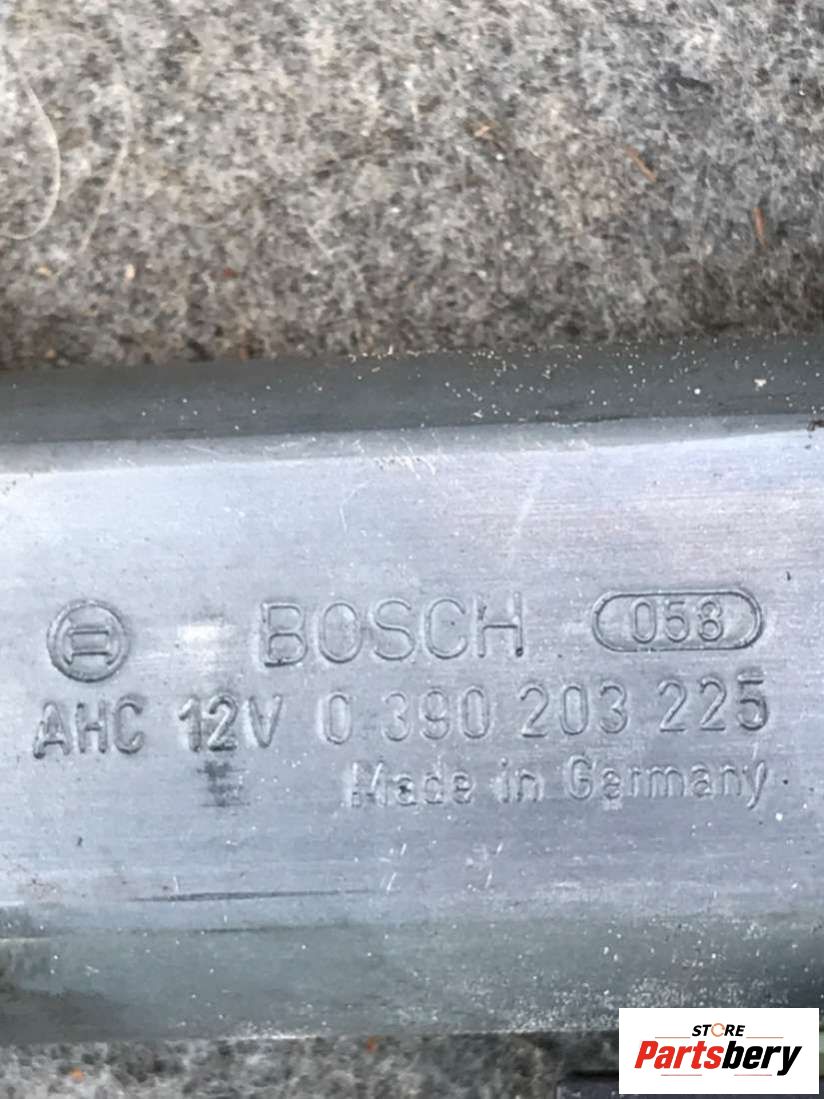 BOSCH 058
AHC 12V 0 390 203 225
Made in Germany
STORE
Partsbery